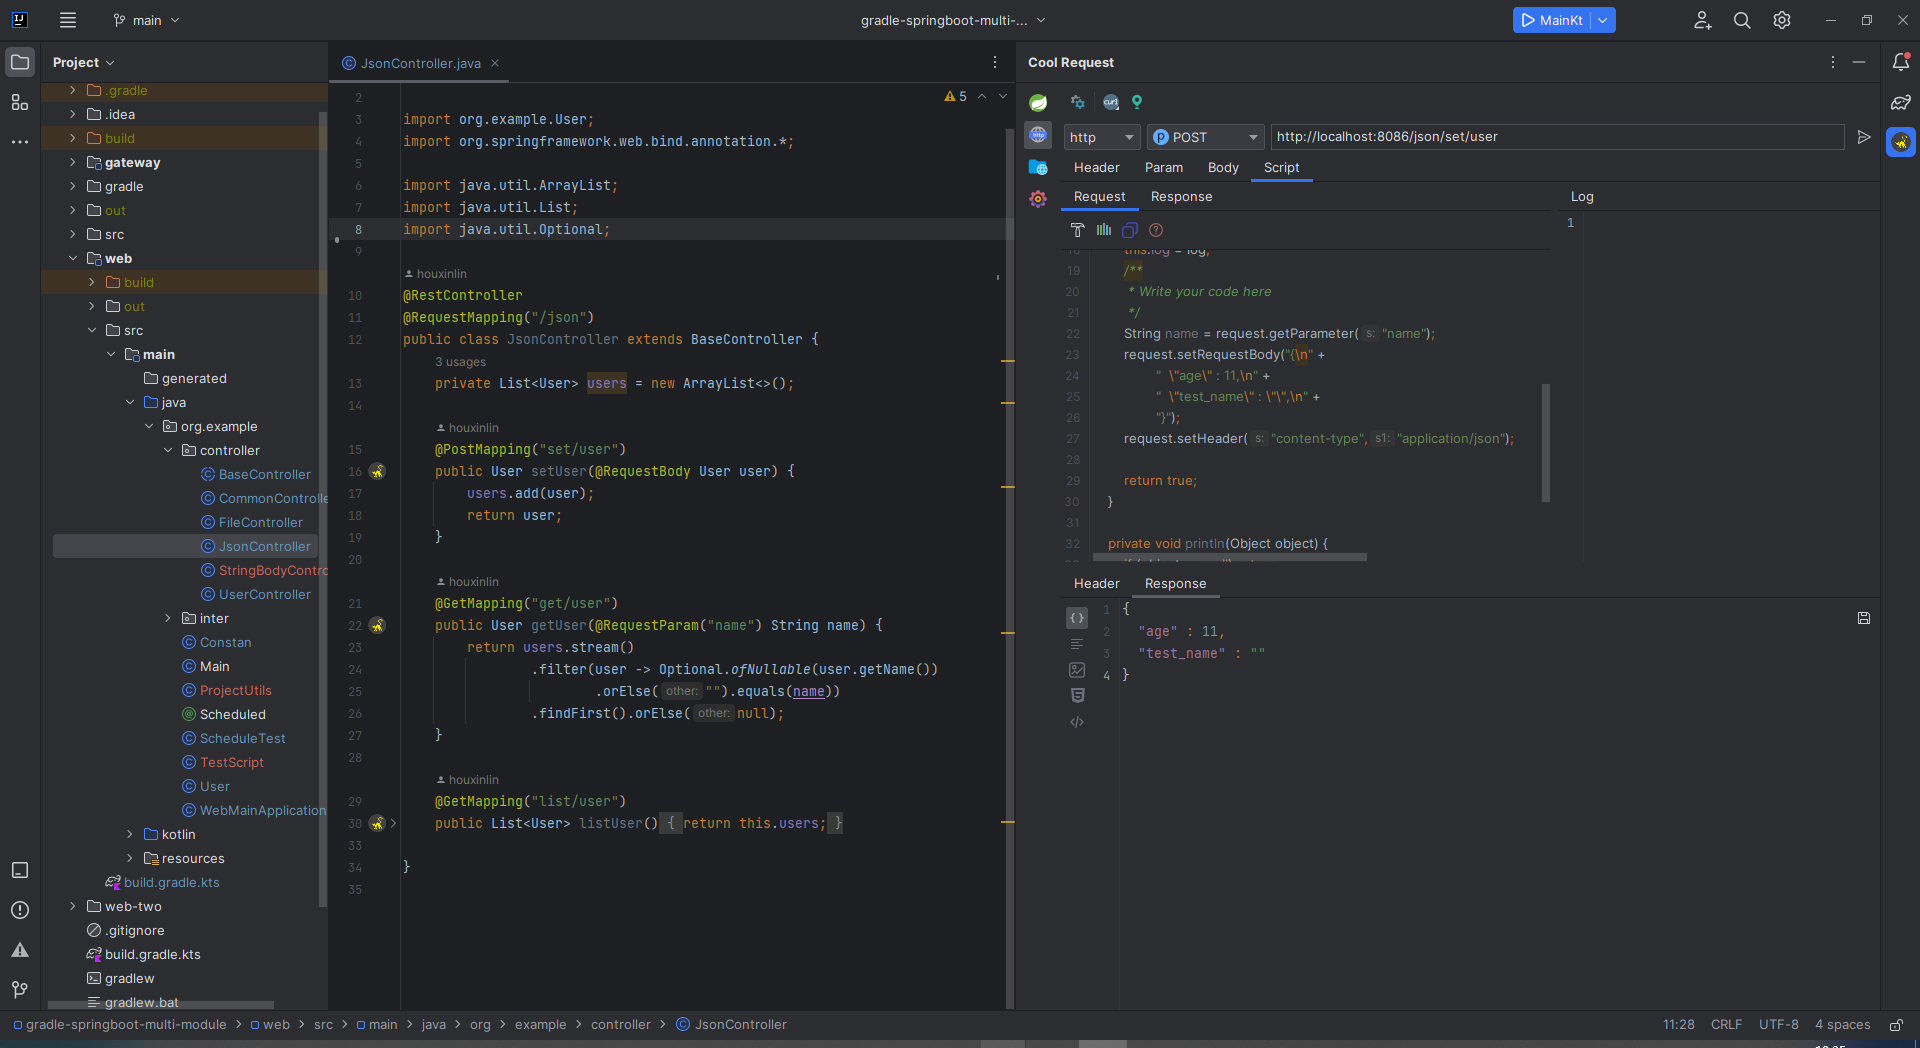 main
gradle-springboot-multi-...
MainKt
Project
.gradle
.idea
build
gateway
gradle
out
src
web
build
out
src
main
generated
java
org.example
controller
BaseController
CommonControlle
FileController
JsonController
StringBodyContro
UserController
inter
Constan
Main
ProjectUtils
Scheduled
ScheduleTest
TestScript
User
WebMainApplication
kotlin
resources
build.gradle.kts
web-two
.gitignore
build.gradle.kts
gradlew
gradlew.bat
JsonController.java
5
2
3 import org.example.User;
4 import org.springframework.web.bind.annotation.*;
5
6 import java.util.ArrayList;
7 import java.util.List;
8 import java.util.Optional;
9
houxinlin
10 @RestController
11 @RequestMapping("/json")
12 public class JsonController extends BaseController {
3 usages
13 private List<User> users = new ArrayList<>();
14
houxinlin
15 @PostMapping("set/user")
16 public User setUser(@RequestBody User user) {
17 users.add(user);
18 return user;
19 }
20
houxinlin
21 @GetMapping("get/user")
22 public User getUser(@RequestParam("name") String name) {
23 return users.stream()
24 .filter(user -> Optional.ofNullable(user.getName())
25 .orElse( other: "").equals(name))
26 .findFirst().orElse( other: null);
27 }
28
houxinlin
29 @GetMapping("list/user")
30 public List<User> listUser() { return this.users; }
33
34 }
35
Cool Request
http
POST
http://localhost:8086/json/set/user
Header Param Body Script
Request Response
Log
1
18 this.log = log;
19 /**
20 * Write your code here
21 */
22 String name = request.getParameter( s: "name");
23 request.setRequestBody("{\n" +
24 "  \"age\" : 11,\n" +
25 "  \"test_name\" : \"\",\n" +
26 "}");
27 request.setHeader( s: "content-type", s1: "application/json");
28
29 return true;
30 }
31
32 private void println(Object object) {
Header Response
1 {
2 "age" : 11,
3 "test_name" : ""
4 }
gradle-springboot-multi-module > web > src > main > java > org > example > controller > JsonController
11:28 CRLF UTF-8 4 spaces